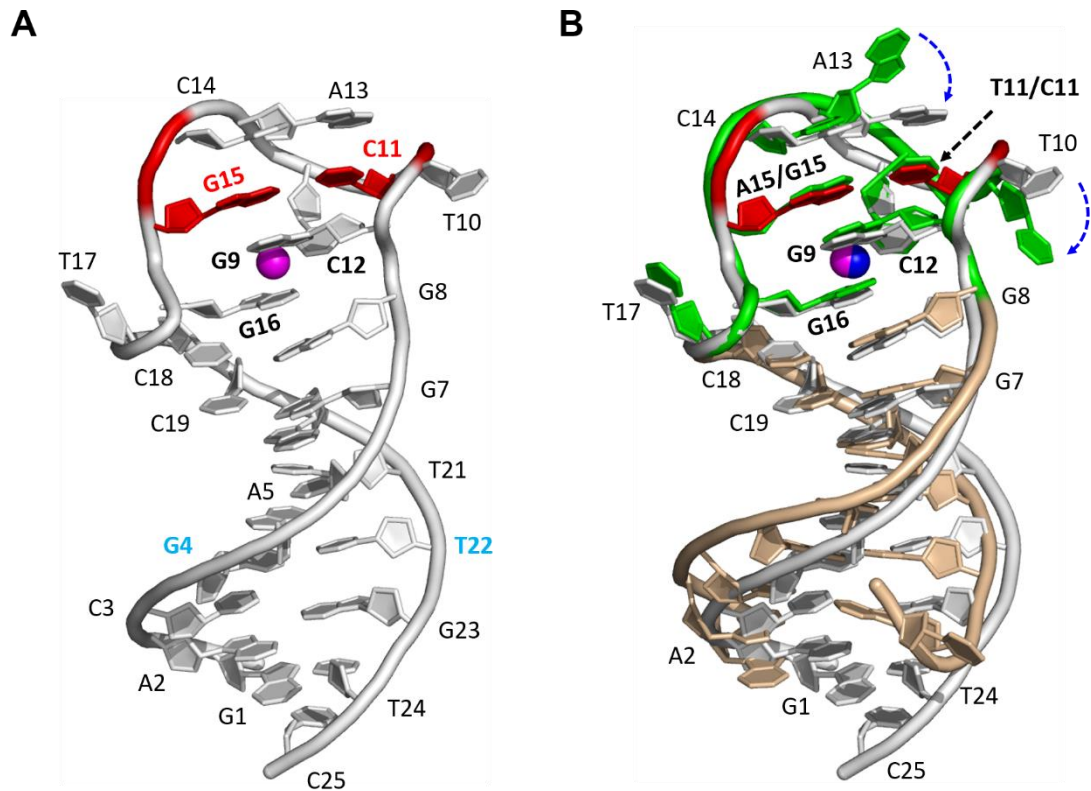 A
C14
A13
C11
G15
T10
T17
G9
C12
G8
G16
C18
G7
C19
T21
A5
G4
T22
C3
G23
A2
G1
T24
C25
B
A13
C14
T11/C11
T10
A15/G15
G9
C12
T17
G8
G16
C18
G7
C19
A2
G1
T24
C25